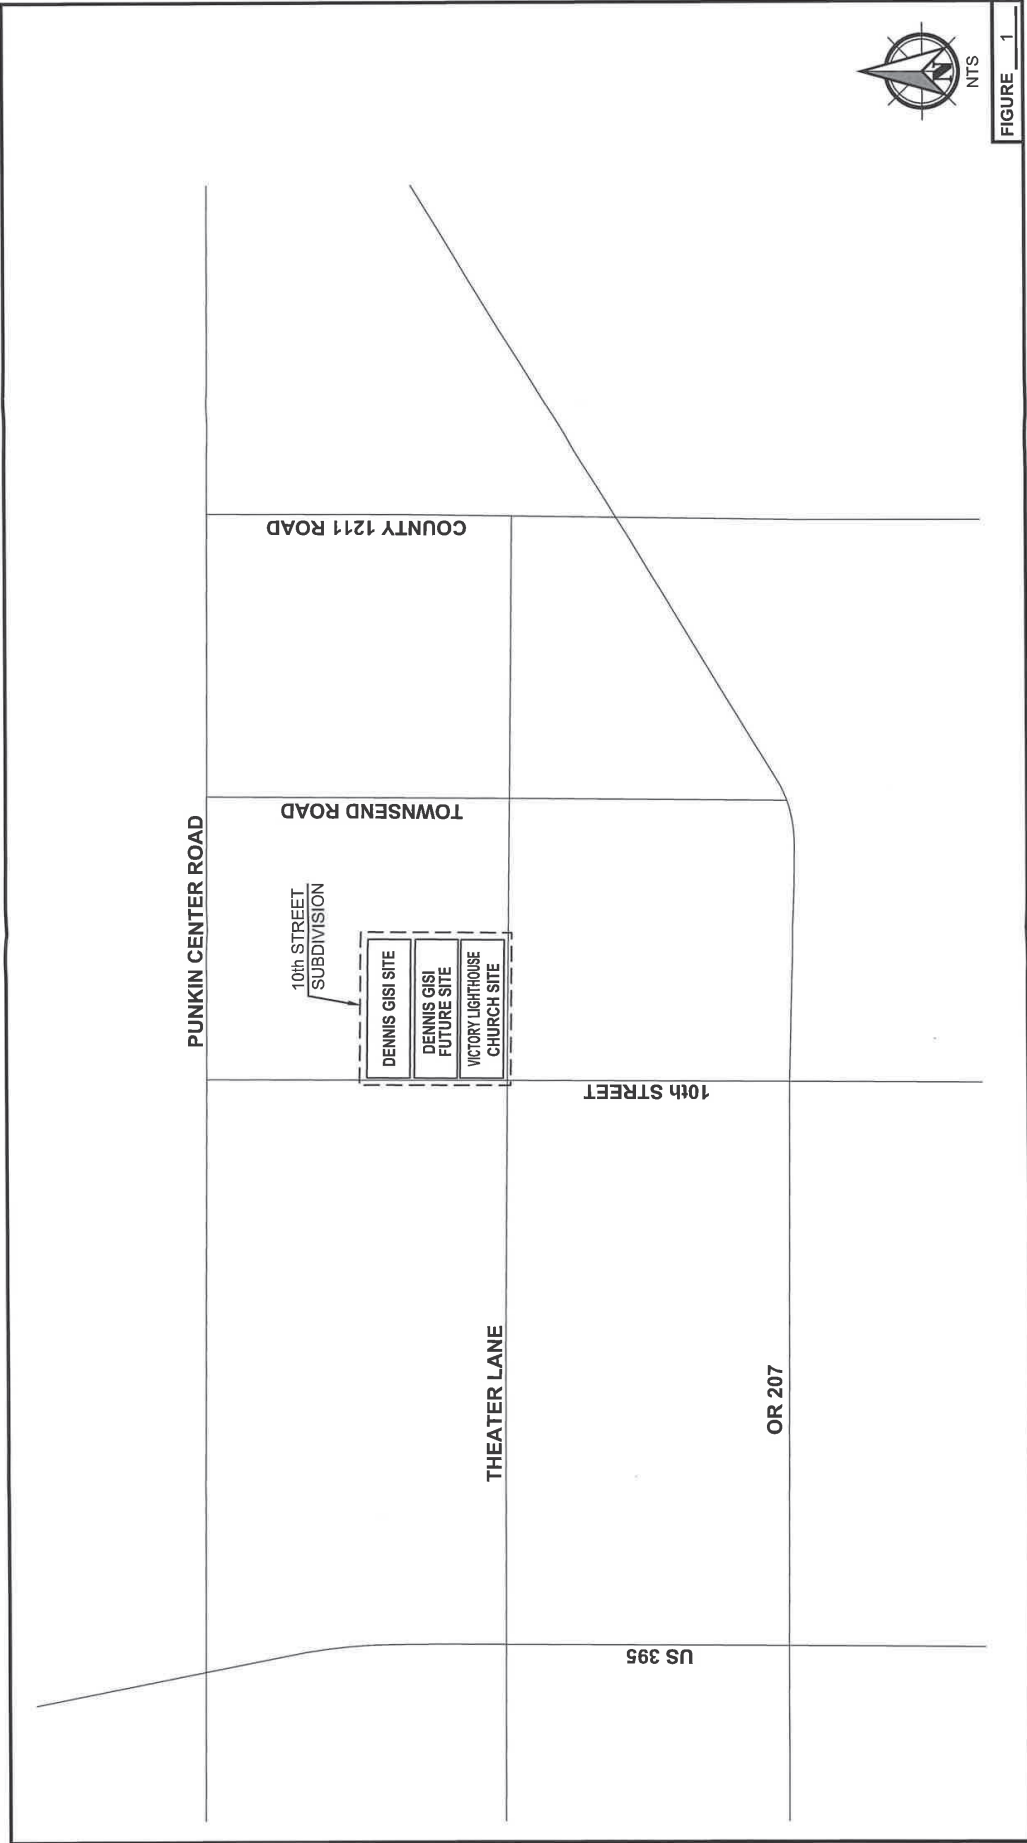 PUNKIN CENTER ROAD
10th STREET
SUBDIVISION
DENNIS GISI SITE
DENNIS GISI
FUTURE SITE
VICTORY LIGHTHOUSE
CHURCH SITE
COUNTY 1211 ROAD
TOWNSEND ROAD
10th STREET
THEATER LANE
OR 207
US 395
N
NTS
FIGURE 1